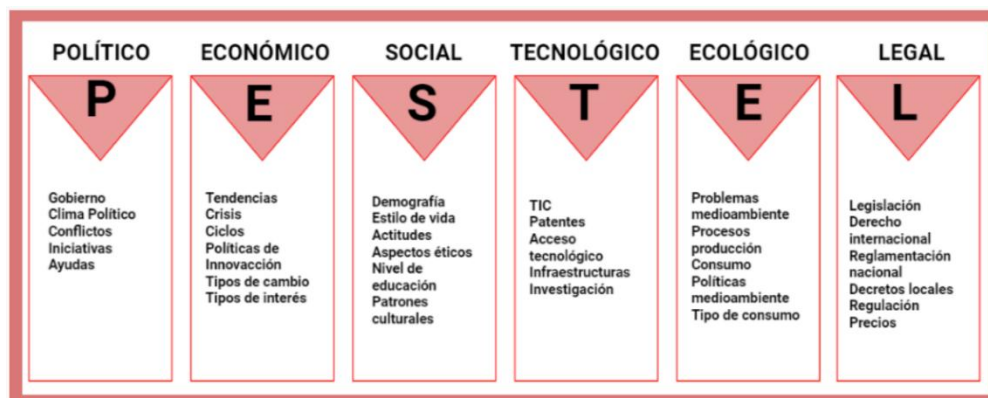 POLÍTICO
P
Gobierno
Clima Político
Conflictos
Iniciativas
Ayudas
ECONÓMICO
E
Tendencias
Crisis
Ciclos
Políticas de
Innovacción
Tipos de cambio
Tipos de interés
SOCIAL
S
Demografía
Estilo de vida
Actitudes
Aspectos éticos
Nivel de
educación
Patrones
culturales
TECNOLÓGICO
T
TIC
Patentes
Acceso
tecnológico
Infraestructuras
Investigación
ECOLÓGICO
E
Problemas
medioambiente
Procesos
producción
Consumo
Políticas
medioambiente
Tipo de consumo
LEGAL
L
Legislación
Derecho
internacional
Reglamentación
nacional
Decretos locales
Regulación
Precios